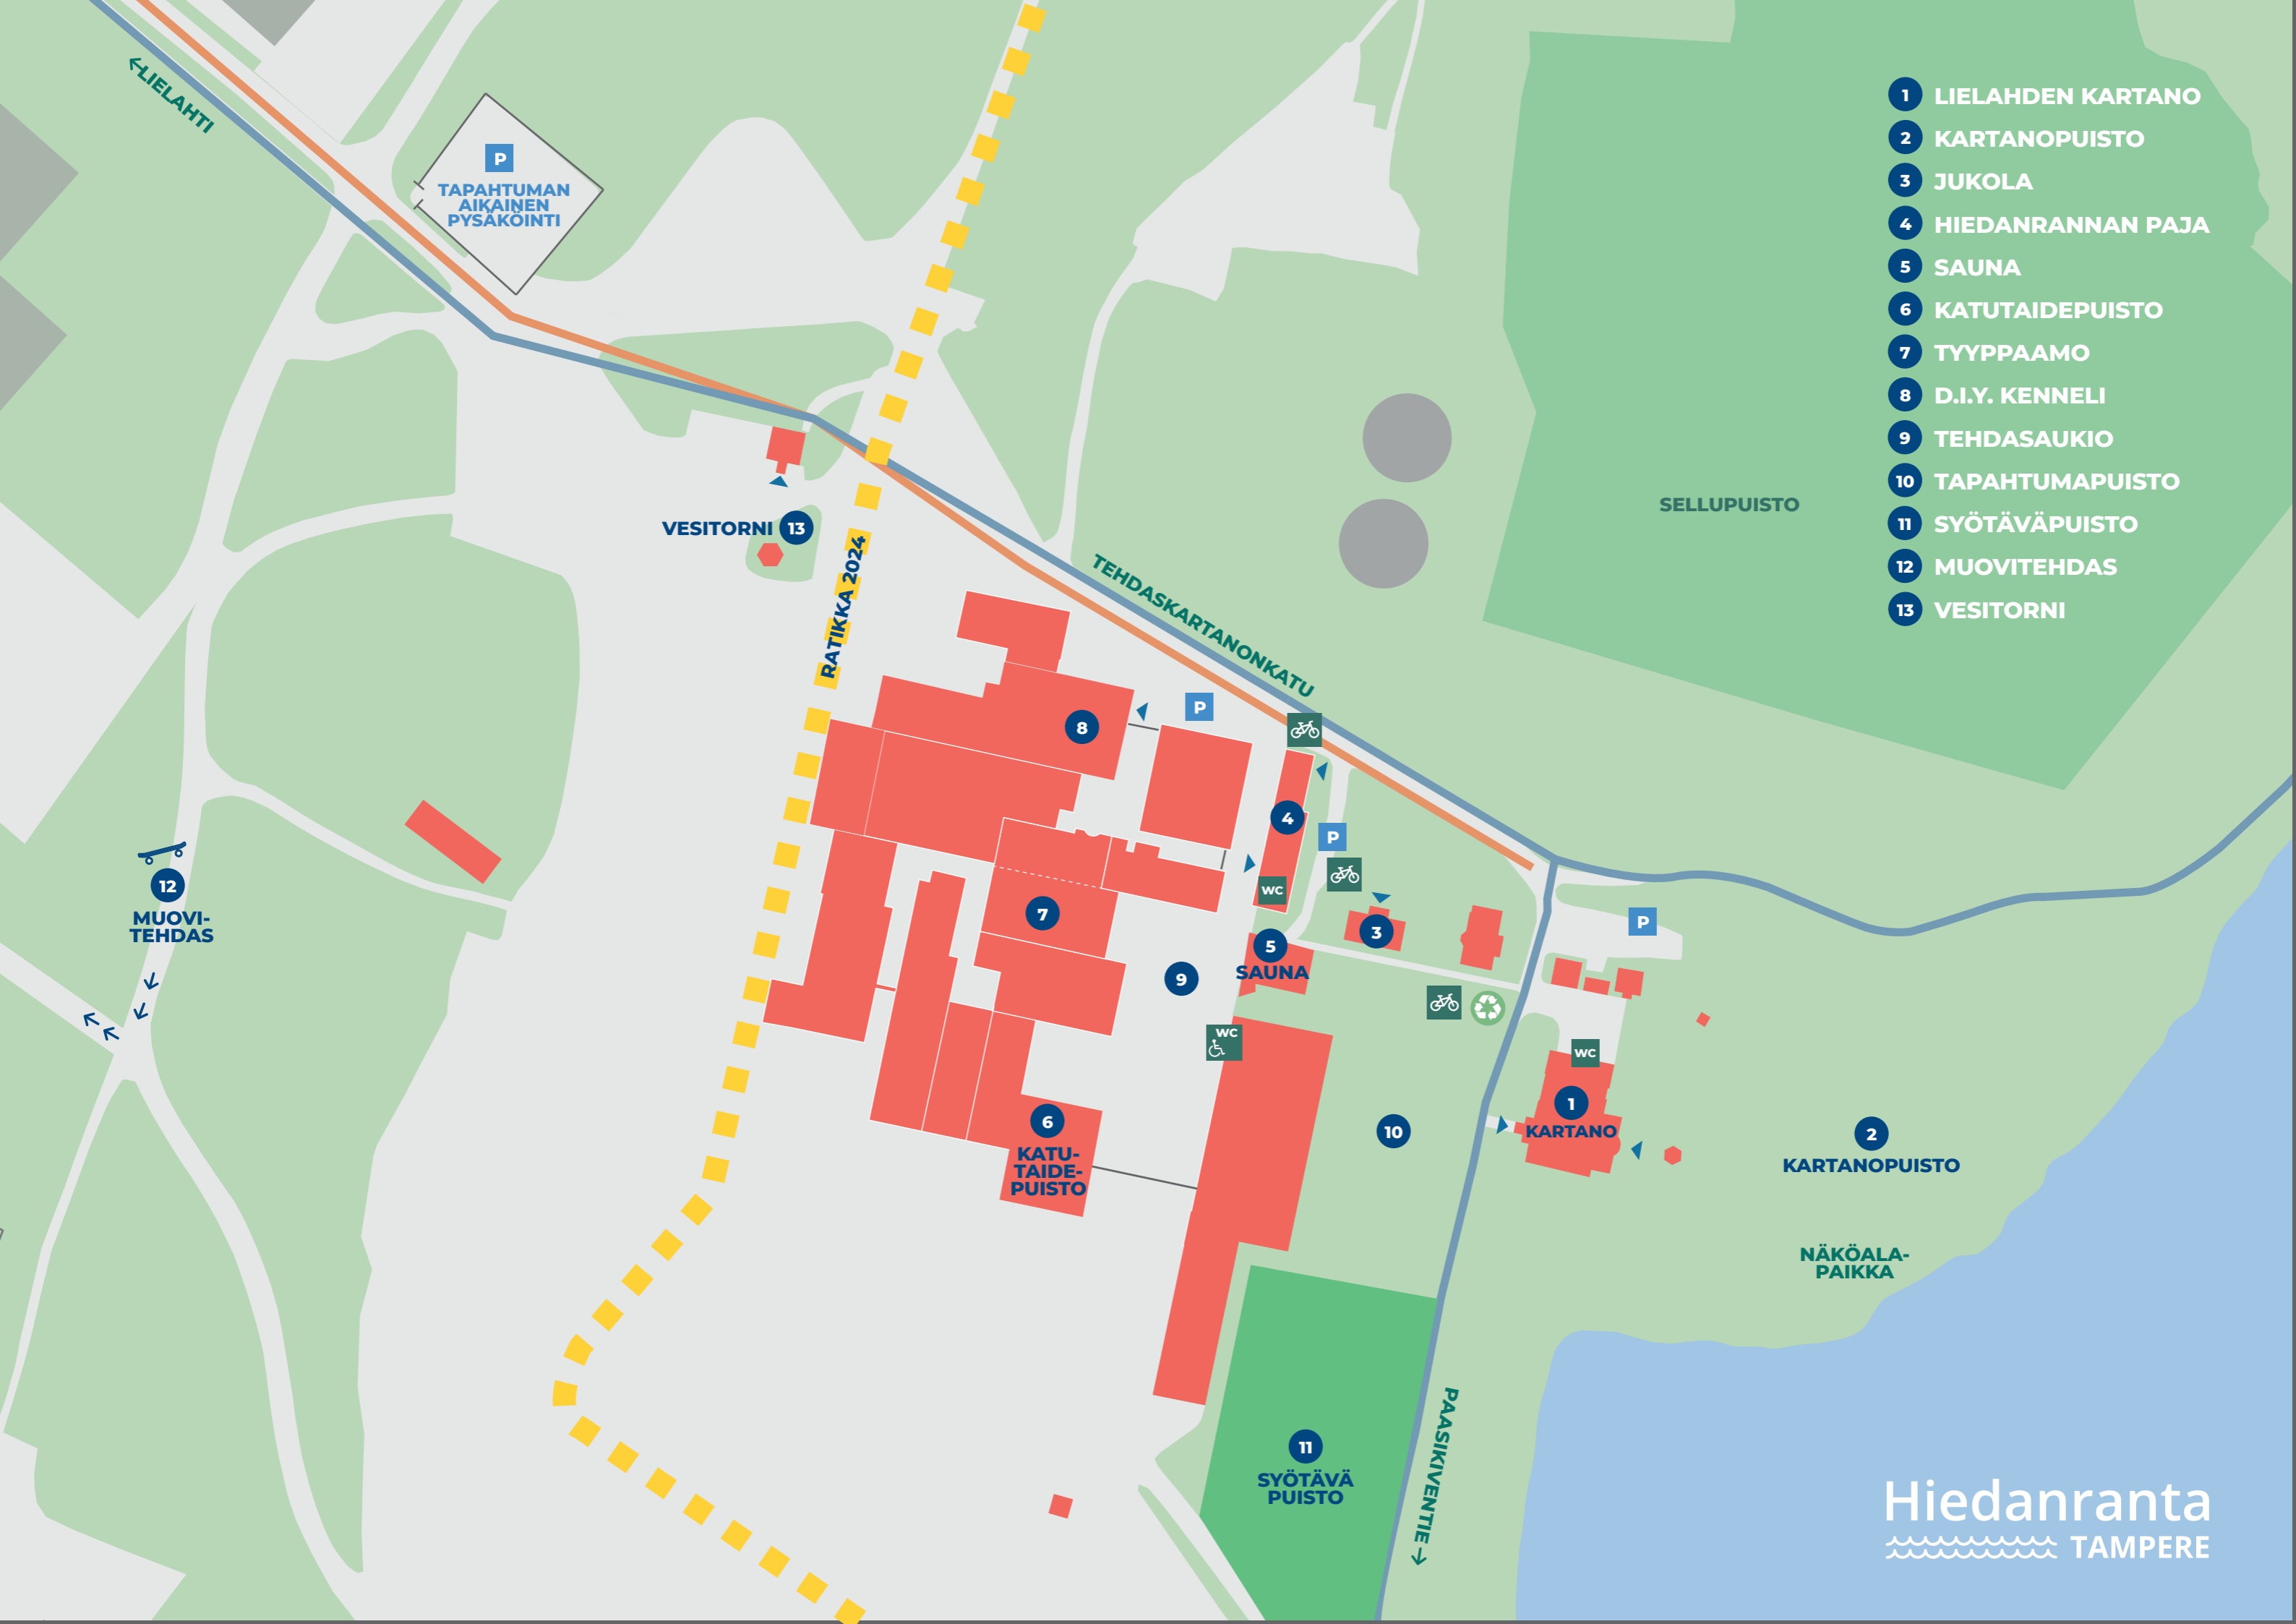 ←LIELAHTI
P
TAPAHTUMAN
AIKAINEN
PYSÄKÖINTI
1 LIELAHDEN KARTANO
2 KARTANOPUISTO
3 JUKOLA
4 HIEDANRANNAN PAJA
5 SAUNA
6 KATUTAIDEPUISTO
7 TYYPPAAMO
8 D.I.Y. KENNELI
9 TEHDASAUKIO
10 TAPAHTUMAPUISTO
11 SYÖTÄVÄPUISTO
12 MUOVITEHDAS
13 VESITORNI
SELLUPUISTO
VESITORNI 13
RATIKKA 2024
TEHDASKARTANONKATU
P
8
4
P
WC
12
MUOVI-
TEHDAS
7
3
P
5
SAUNA
9
WC
WC
1
KARTANO
10
2
KARTANOPUISTO
6
KATU-
TAIDE-
PUISTO
NÄKÖALA-
PAIKKA
11
SYÖTÄVÄ
PUISTO
PAASIKIVENTIE→
Hiedanranta
TAMPERE